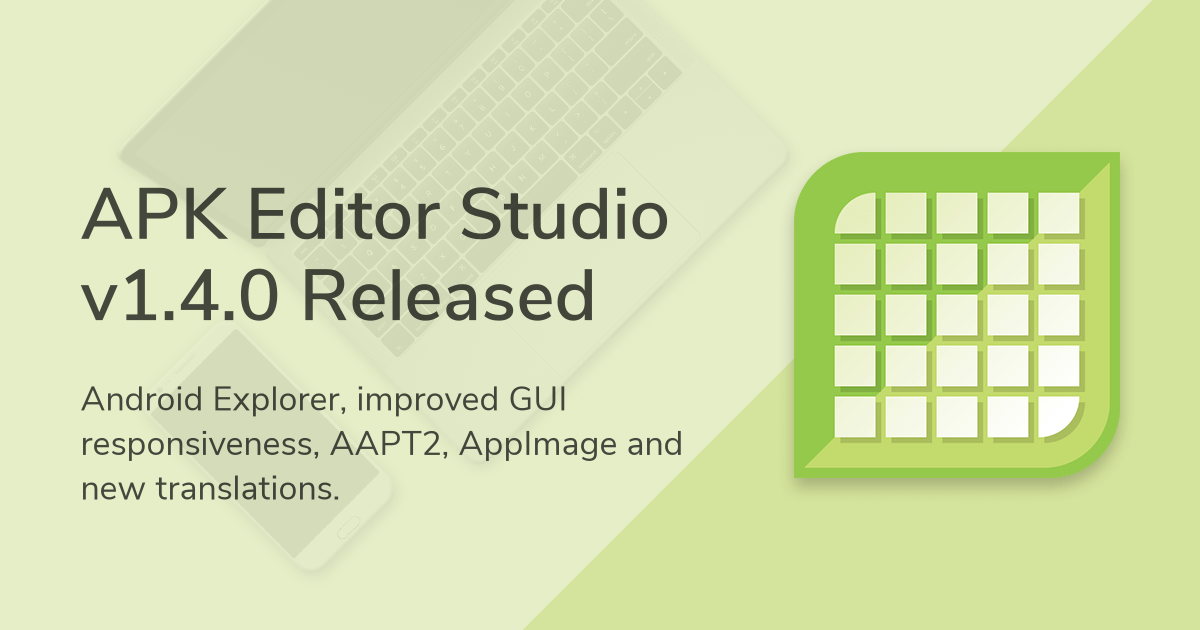 APK Editor Studio
v1.4.0 Released
Android Explorer, improved GUI
responsiveness, AAPT2, AppImage and
new translations.